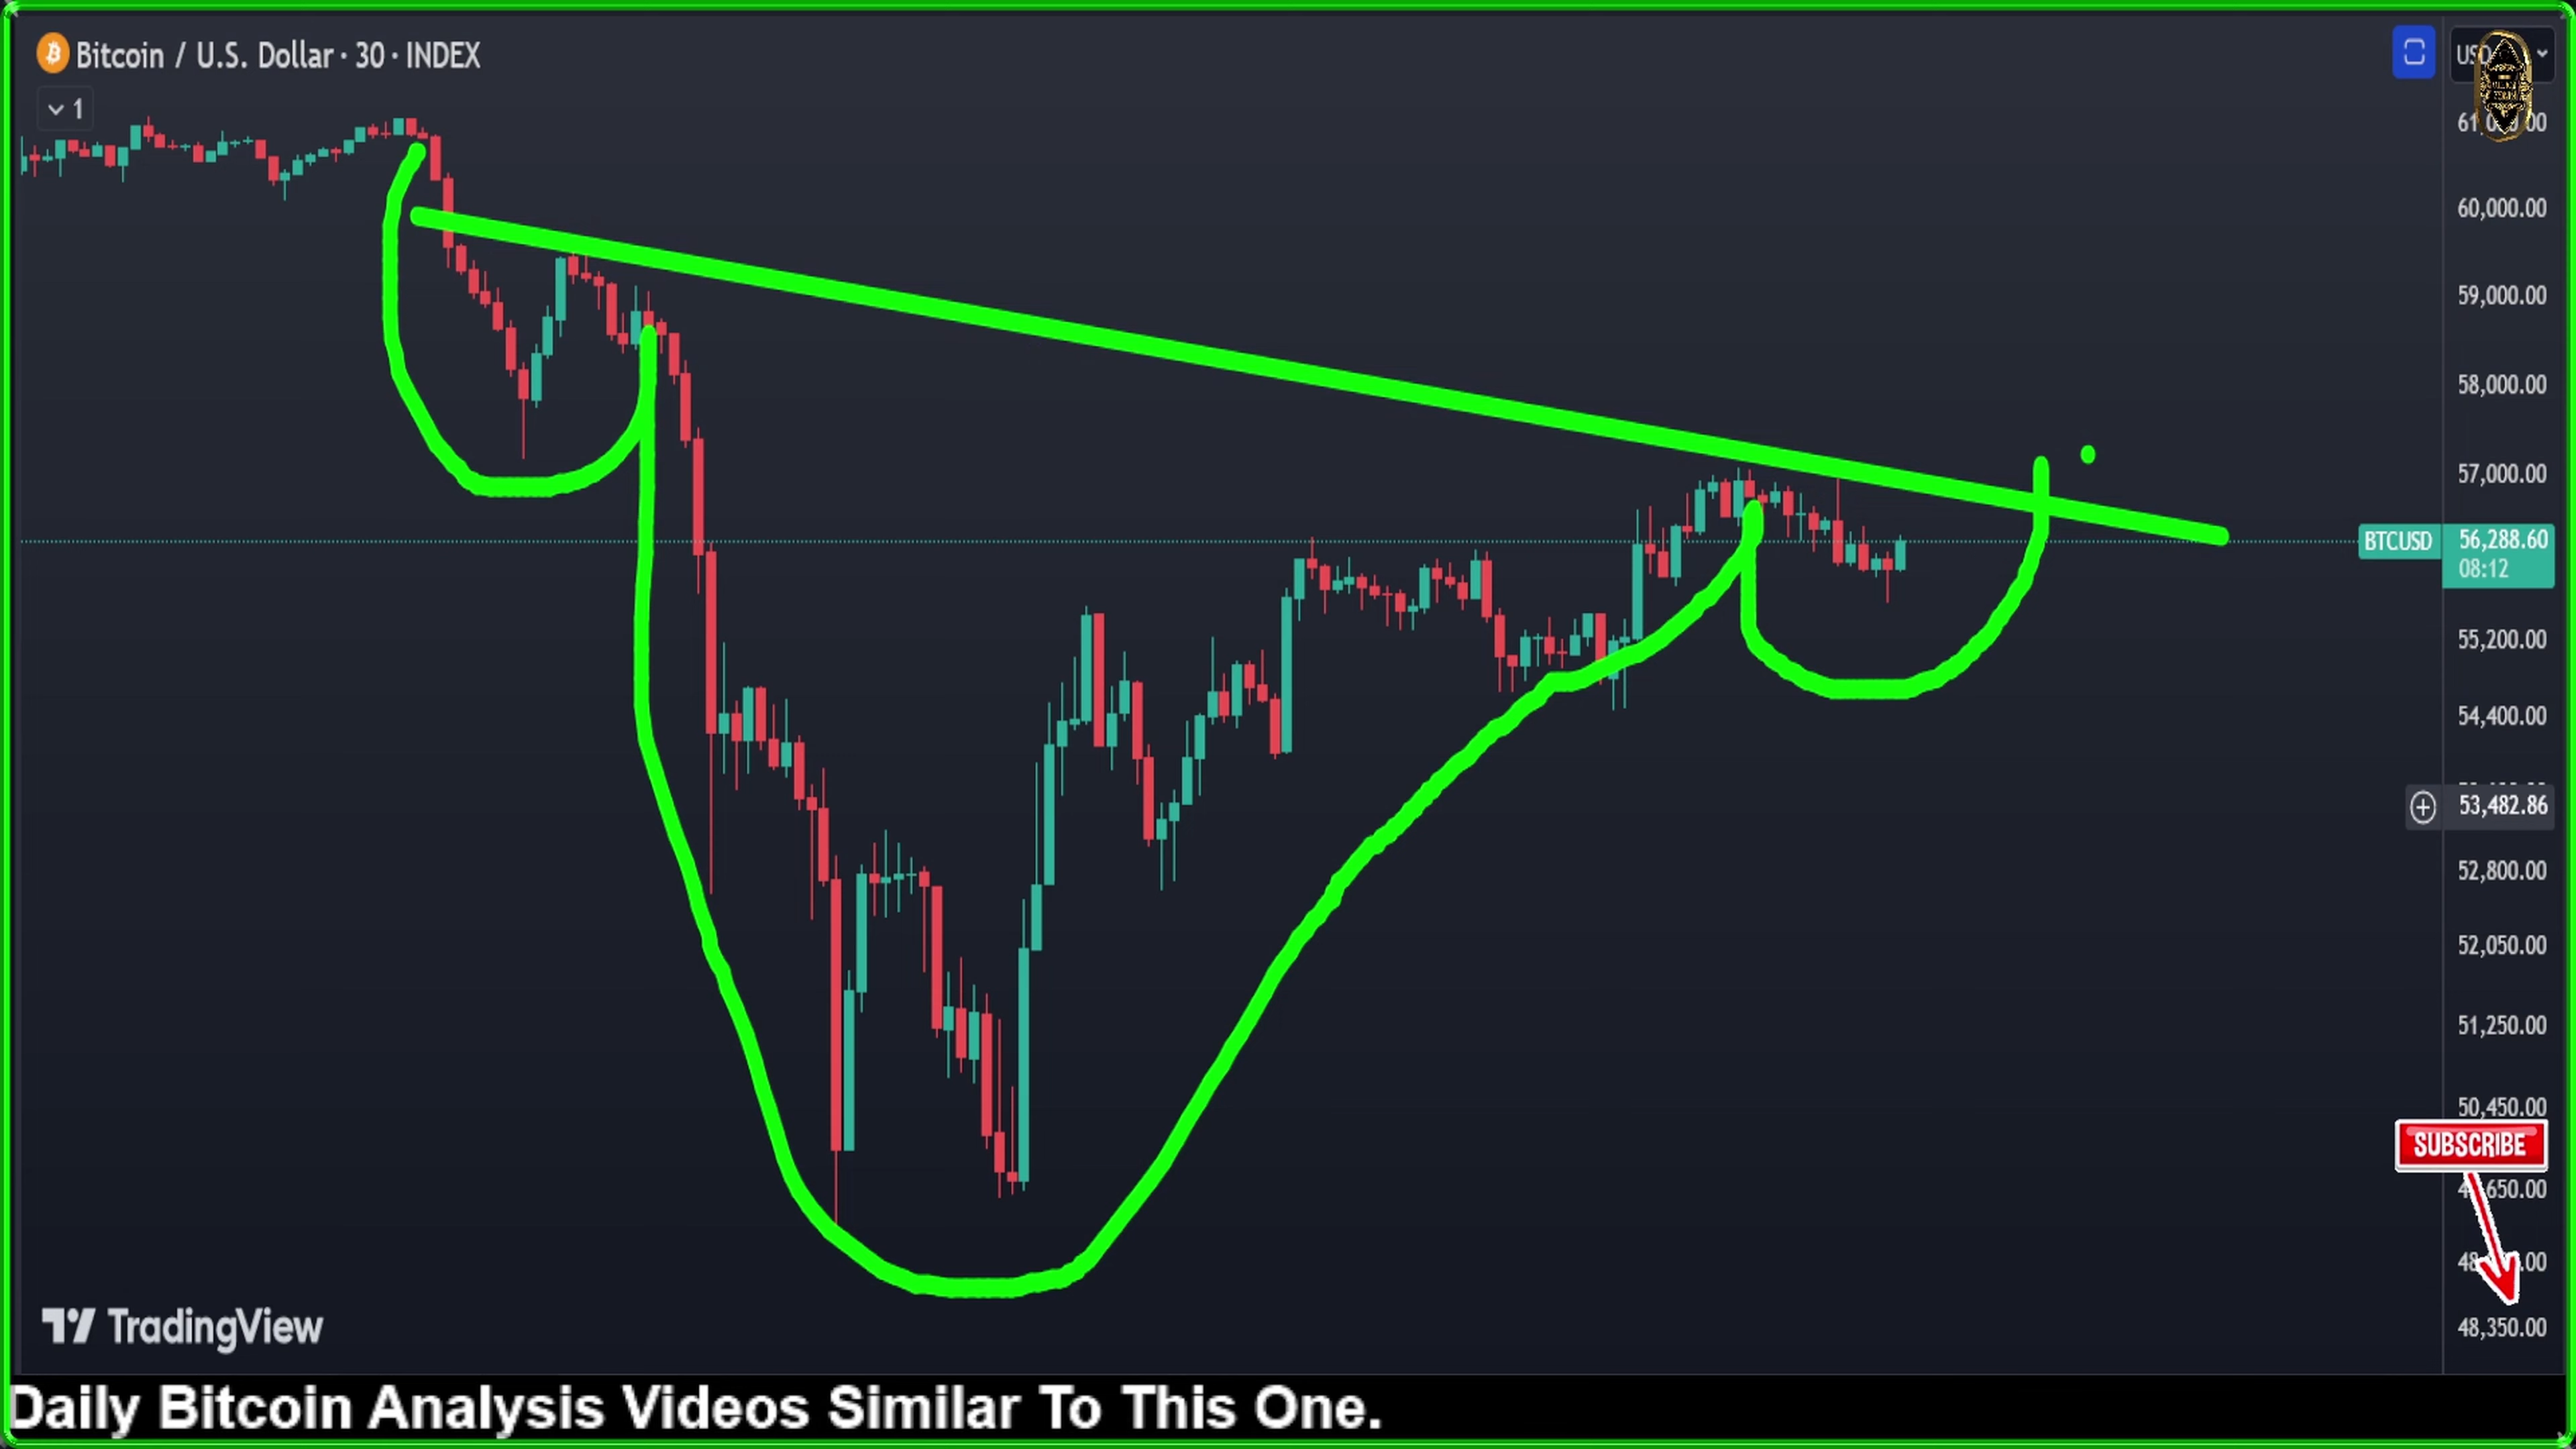 Bitcoin / U.S. Dollar · 30 · INDEX
1
60,000.00
59,000.00
58,000.00
57,000.00
BTCUSD 56,288.60
08:12
55,200.00
54,400.00
53,482.86
52,800.00
52,050.00
51,250.00
50,450.00
SUBSCRIBE
48,350.00
TradingView
Daily Bitcoin Analysis Videos Similar To This One.